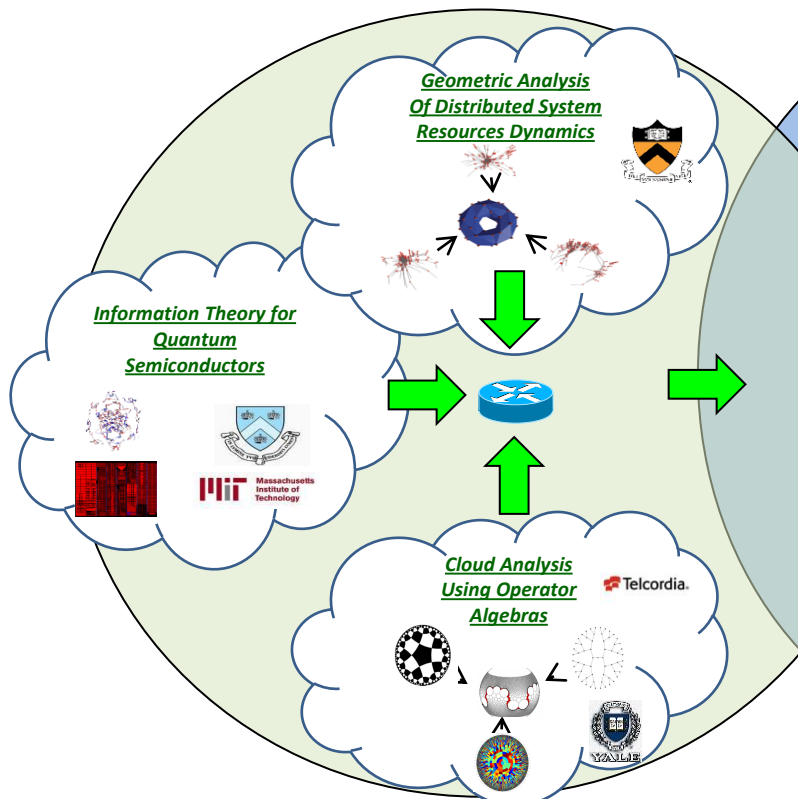 Geometric Analysis
Of Distributed System
Resources Dynamics
Information Theory for
Quantum
Semiconductors
Massachusetts
Institute of
Technology
Cloud Analysis
Using Operator
Algebras
Telcordia®
YALE